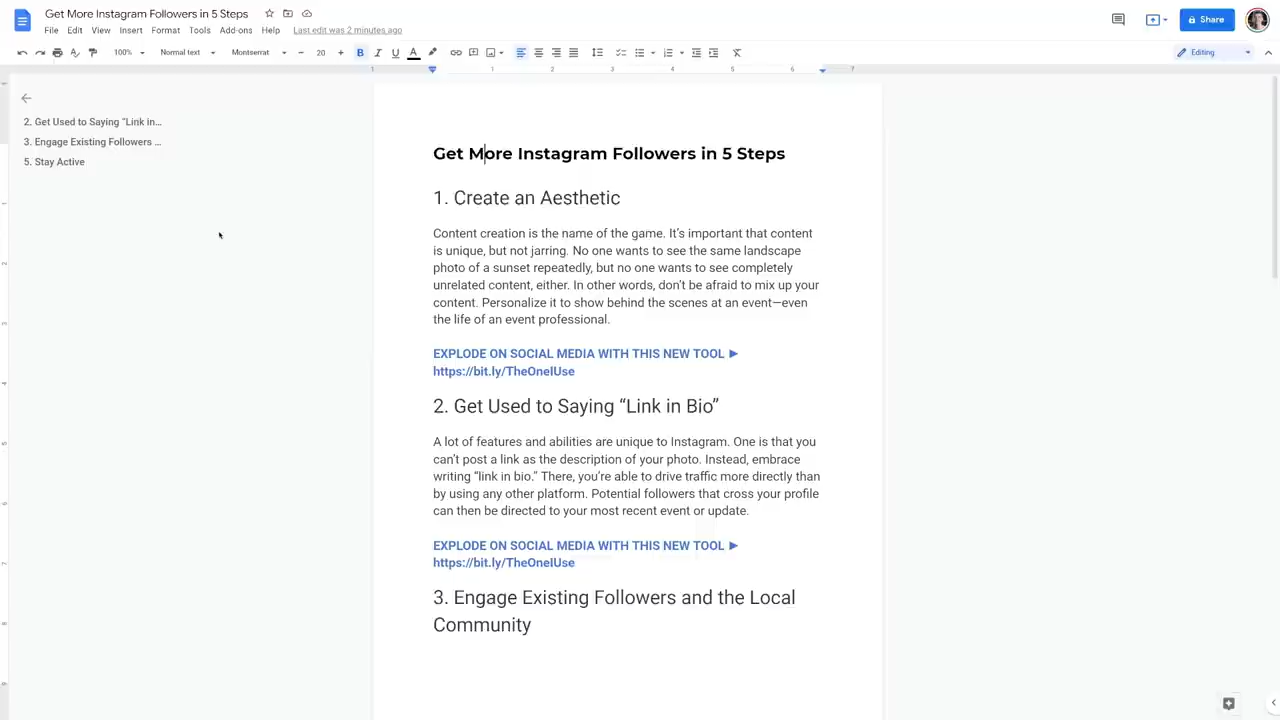 Get More Instagram Followers in 5 Steps
File Edit View Insert Format Tools Add-ons Help Last edit was 2 minutes ago
Share
100% Normal text Montserrat 20 B I U A Editing
1 1 2 3 4 5 6 7
2. Get Used to Saying “Link in...
3. Engage Existing Followers ...
5. Stay Active
Get More Instagram Followers in 5 Steps
1. Create an Aesthetic
Content creation is the name of the game. It’s important that content
is unique, but not jarring. No one wants to see the same landscape
photo of a sunset repeatedly, but no one wants to see completely
unrelated content, either. In other words, don’t be afraid to mix up your
content. Personalize it to show behind the scenes at an event—even
the life of an event professional.
EXPLODE ON SOCIAL MEDIA WITH THIS NEW TOOL ►
https://bit.ly/TheOneIUse
2. Get Used to Saying “Link in Bio”
A lot of features and abilities are unique to Instagram. One is that you
can’t post a link as the description of your photo. Instead, embrace
writing “link in bio.” There, you’re able to drive traffic more directly than
by using any other platform. Potential followers that cross your profile
can then be directed to your most recent event or update.
EXPLODE ON SOCIAL MEDIA WITH THIS NEW TOOL ►
https://bit.ly/TheOneIUse
3. Engage Existing Followers and the Local
Community